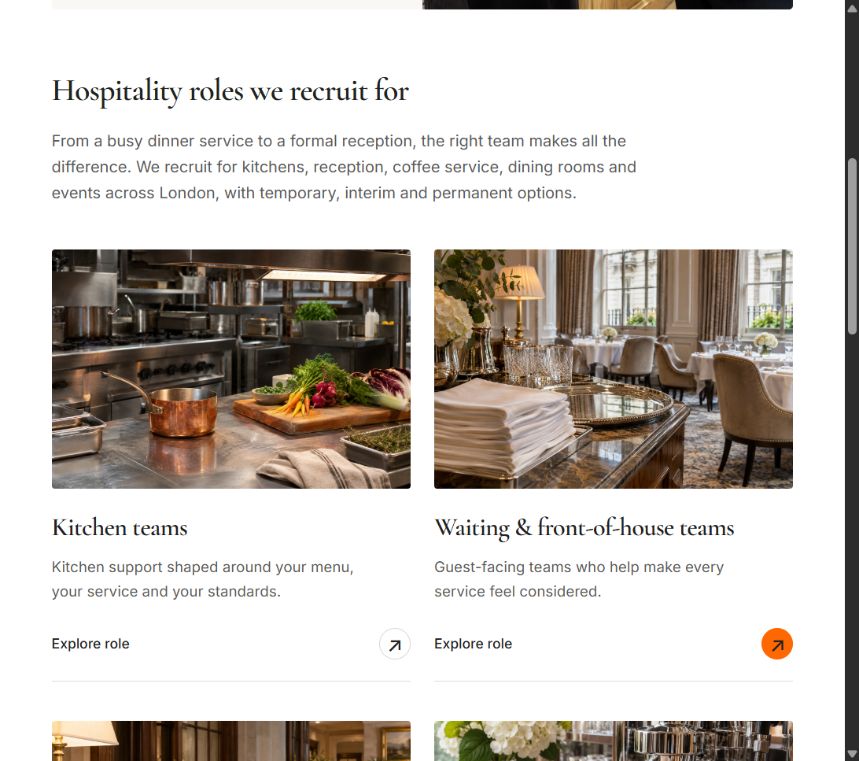 Hospitality roles we recruit for
From a busy dinner service to a formal reception, the right team makes all the
difference. We recruit for kitchens, reception, coffee service, dining rooms and
events across London, with temporary, interim and permanent options.
Kitchen teams
Kitchen support shaped around your menu,
your service and your standards.
Explore role
Waiting & front-of-house teams
Guest-facing teams who help make every
service feel considered.
Explore role